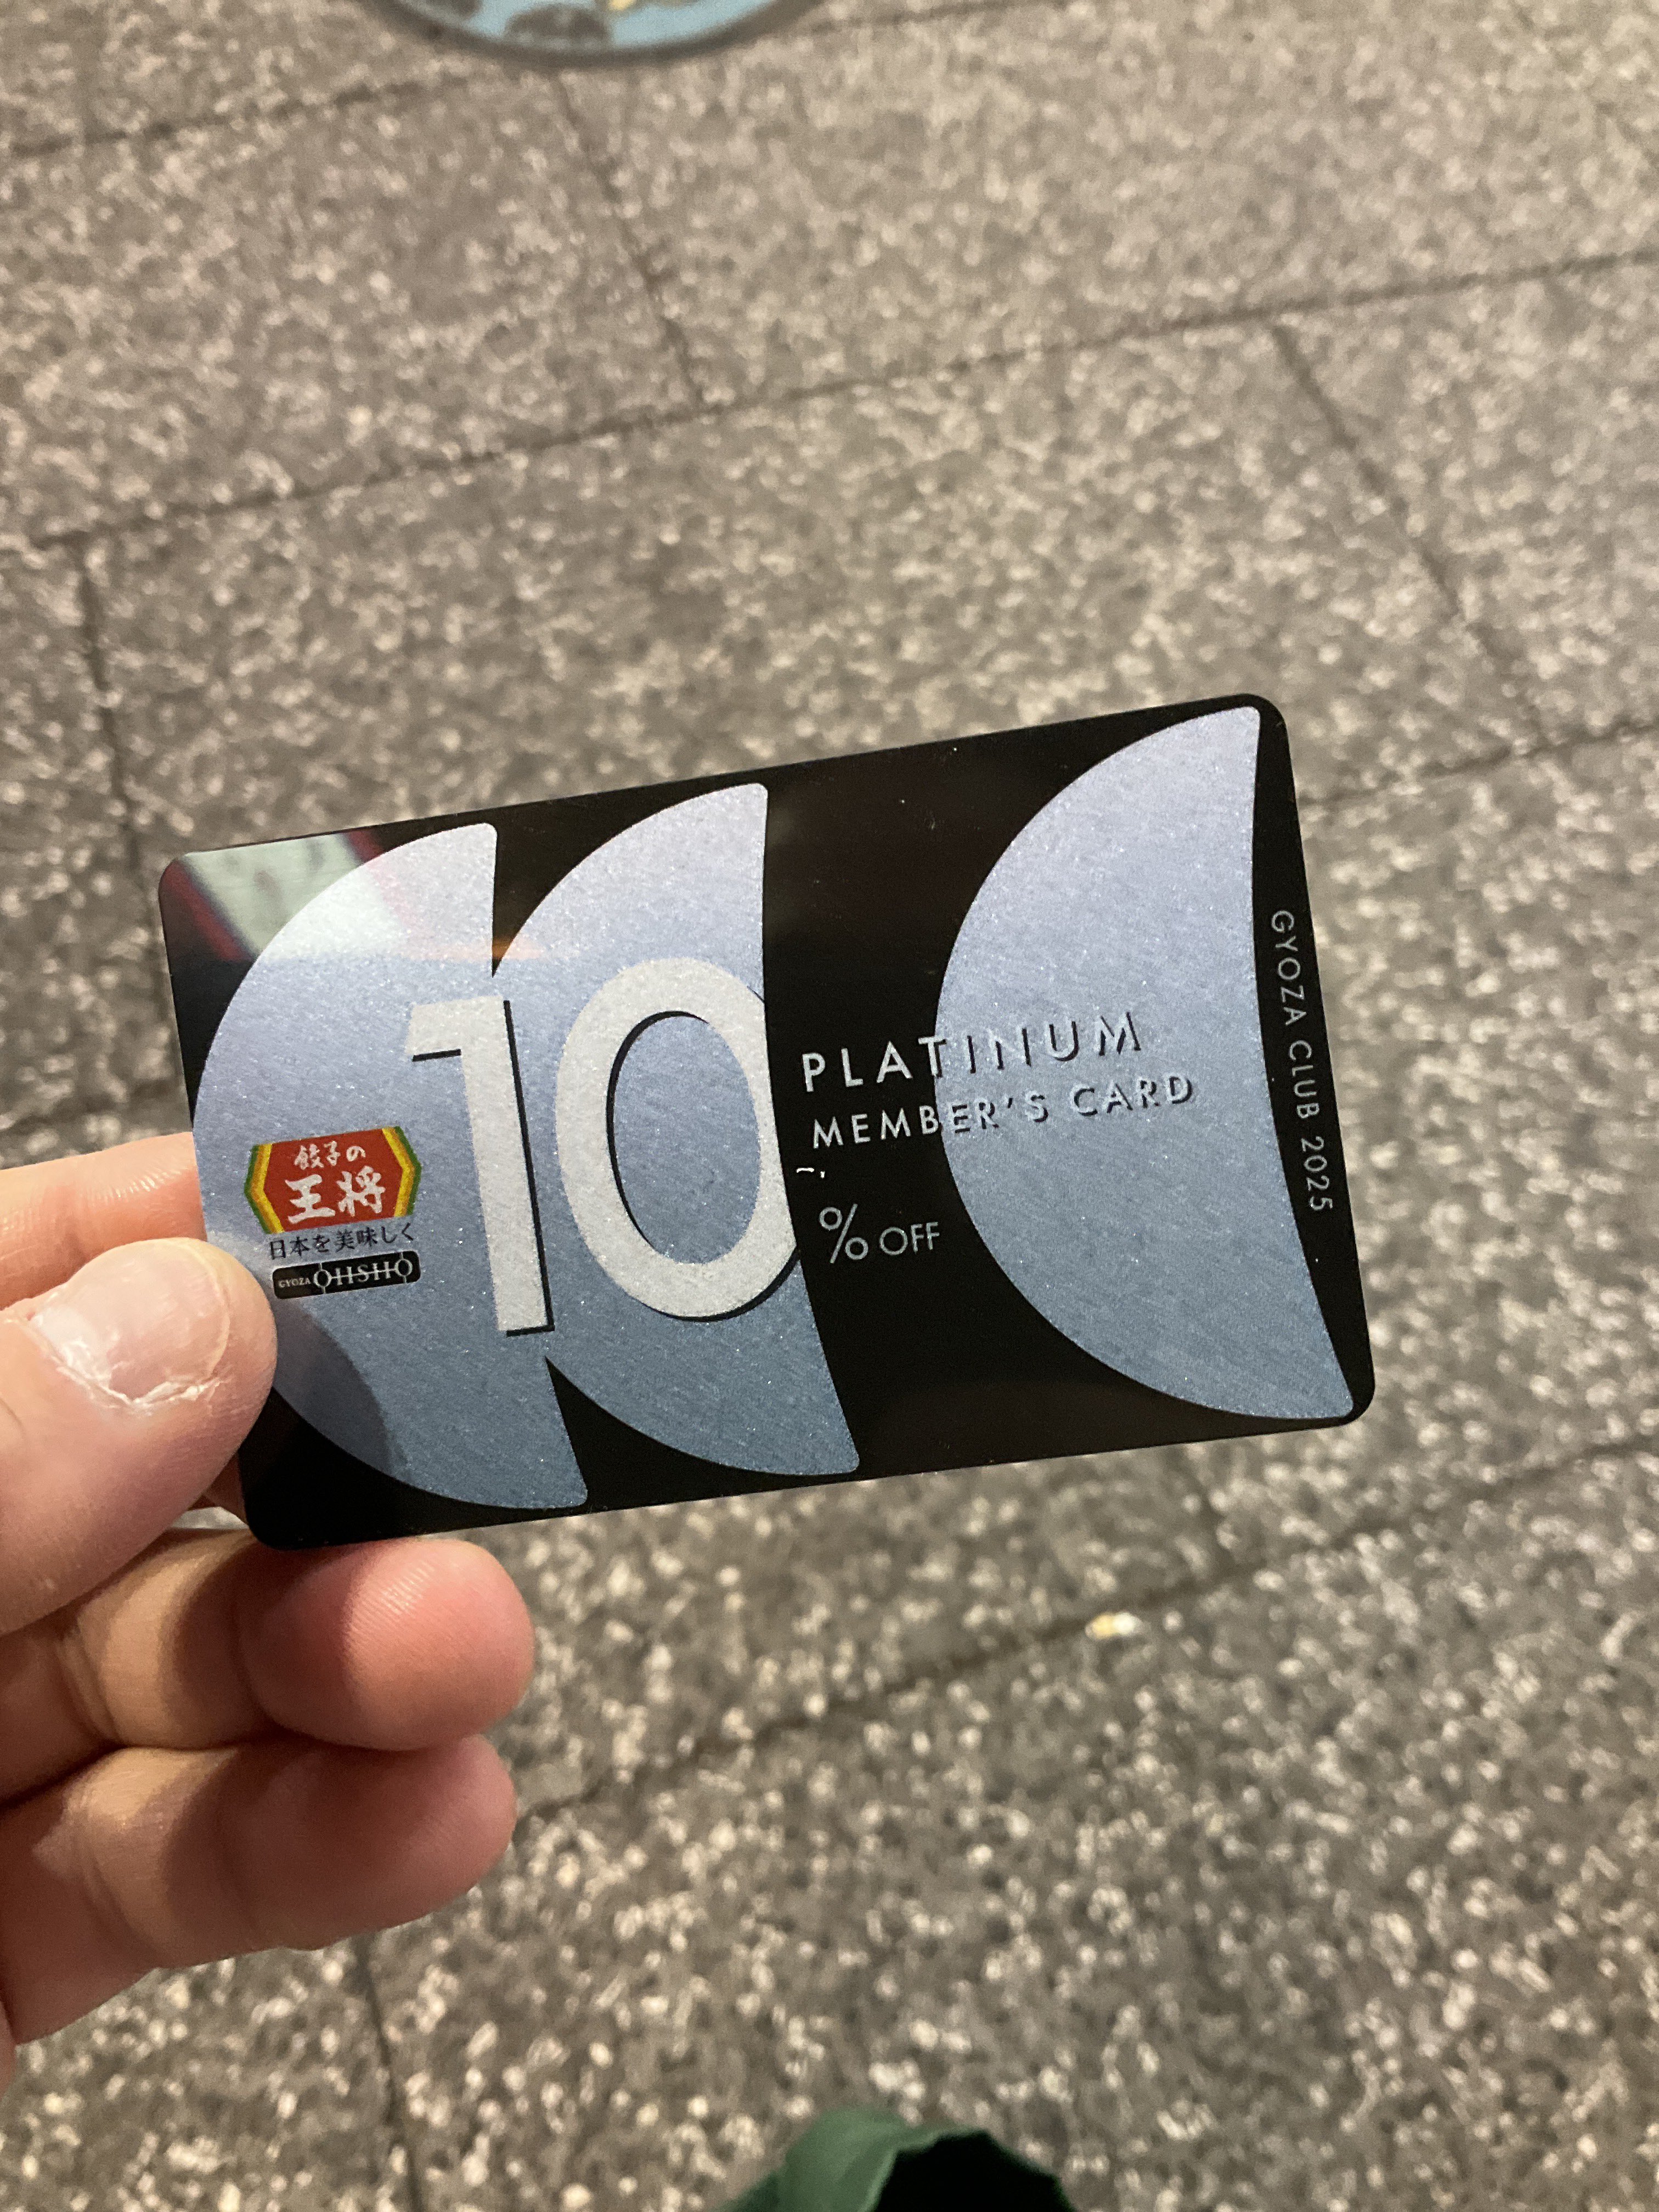 餃子の
王将
日本を美味しく
GYOZA OHSHO
10
% OFF
PLATINUM
MEMBER'S CARD
GYOZA CLUB 2025